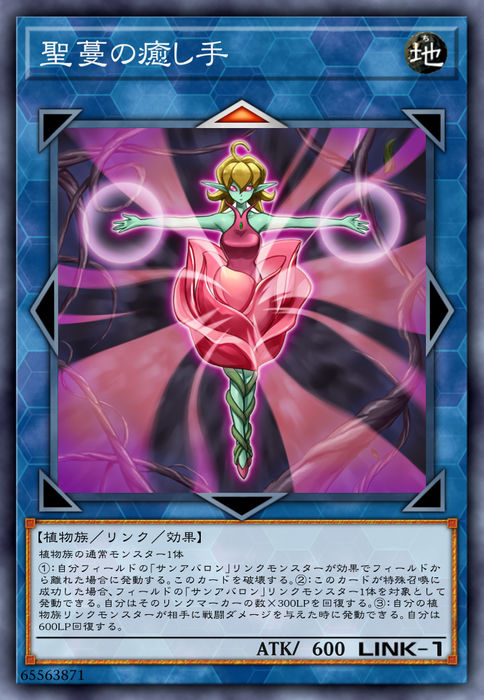 聖蔓の癒し手
ち
地
【植物族／リンク／効果】
植物族の通常モンスター1体
①：自分フィールドの「サンアバロン」リンクモンスターが効果でフィールドか
ら離れた場合に発動する。このカードを破壊する。②：このカードが特殊召喚に
成功した場合、フィールドの「サンアバロン」リンクモンスター1体を対象として
発動できる。自分はそのリンクマーカーの数×300LPを回復する。③：自分の植
物族リンクモンスターが相手に戦闘ダメージを与えた時に発動できる。自分は
600LP回復する。
ATK/ 600 LINK-1
65563871